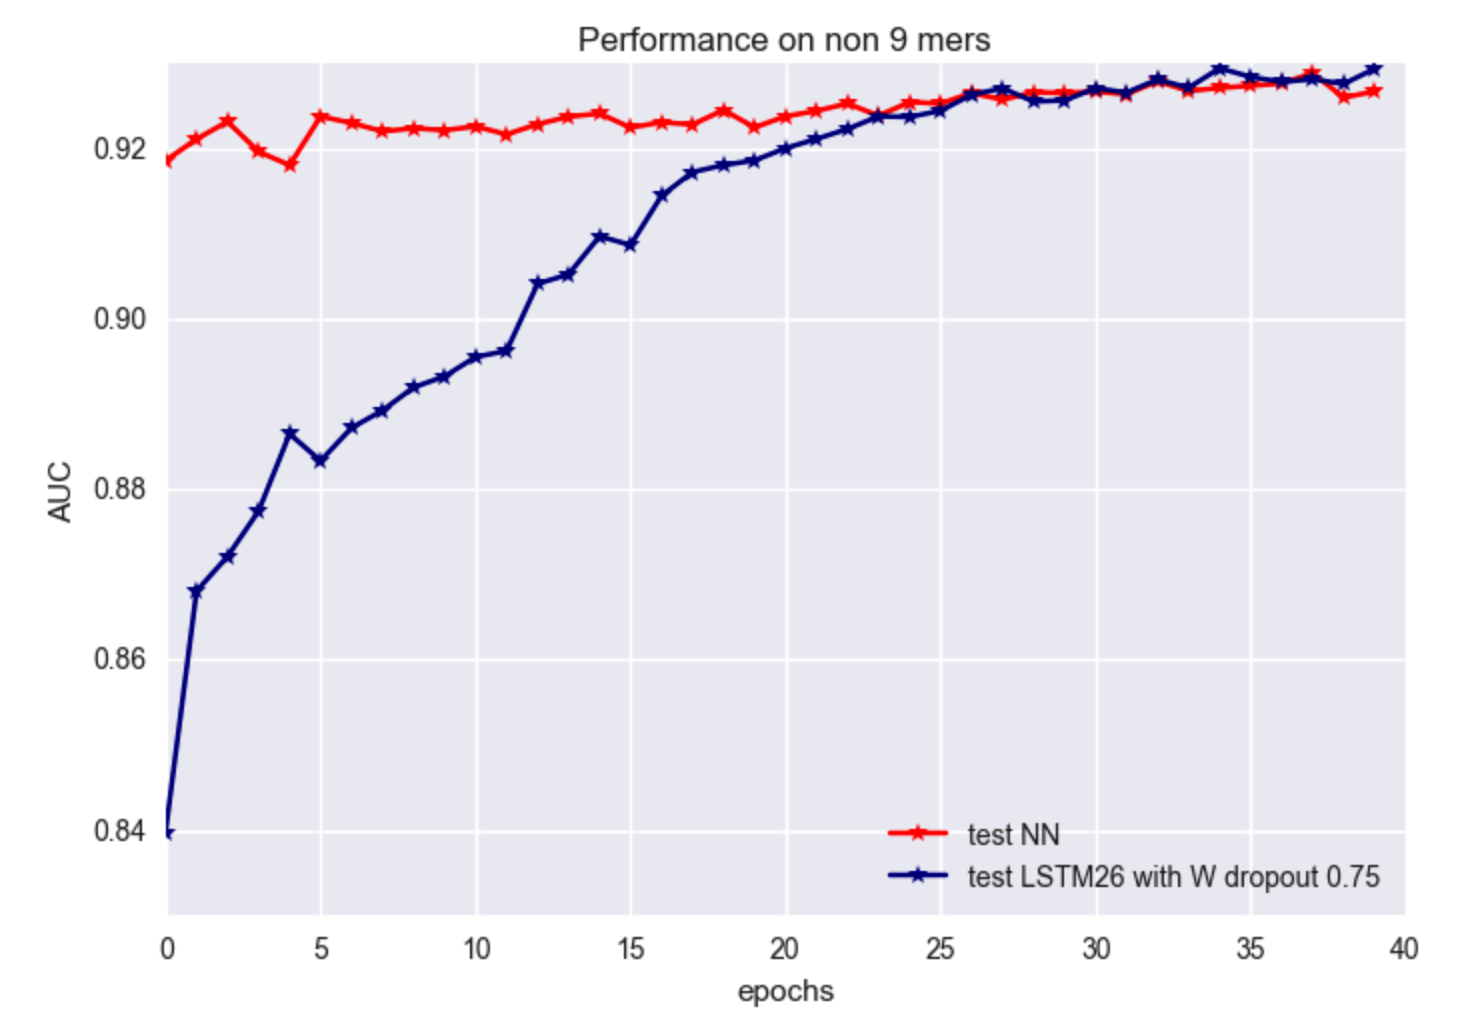 Performance on non 9 mers
AUC
0.92
0.90
0.88
0.86
0.84
test NN
test LSTM26 with W dropout 0.75
0 5 10 15 20 25 30 35 40
epochs